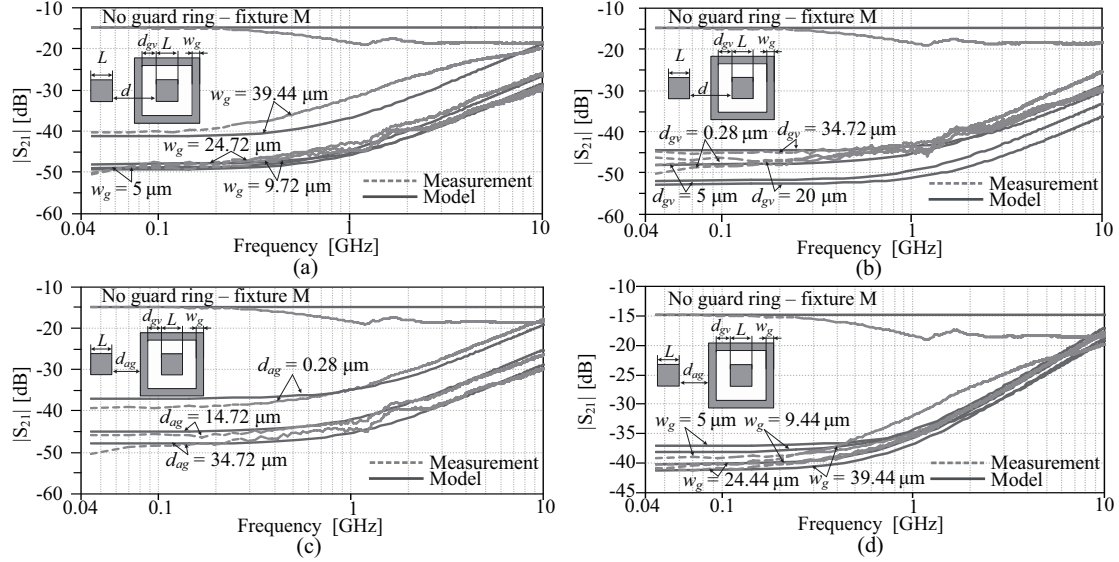 No guard ring – fixture M
d_gv L w_g
L
d
w_g = 39.44 μm
w_g = 24.72 μm
w_g = 5 μm
w_g = 9.72 μm
Measurement
Model
|S21| [dB]
-10
-20
-30
-40
-50
-60
0.04 0.1 1 10
Frequency [GHz]
(a)
No guard ring – fixture M
d_gv L w_g
L
d
d_gv = 0.28 μm
d_gv = 34.72 μm
d_gv = 5 μm
d_gv = 20 μm
Measurement
Model
|S21| [dB]
-10
-20
-30
-40
-50
-60
0.04 0.1 1 10
Frequency [GHz]
(b)
No guard ring – fixture M
d_gv L w_g
L
d_ag
d_ag = 0.28 μm
d_ag = 14.72 μm
d_ag = 34.72 μm
Measurement
Model
|S21| [dB]
-10
-20
-30
-40
-50
-60
0.04 0.1 1 10
Frequency [GHz]
(c)
No guard ring – fixture M
d_gv L w_g
L
d_ag
w_g = 5 μm
w_g = 9.44 μm
w_g = 24.44 μm
w_g = 39.44 μm
Measurement
Model
|S21| [dB]
-10
-15
-20
-25
-30
-35
-40
-45
0.04 0.1 1 10
Frequency [GHz]
(d)